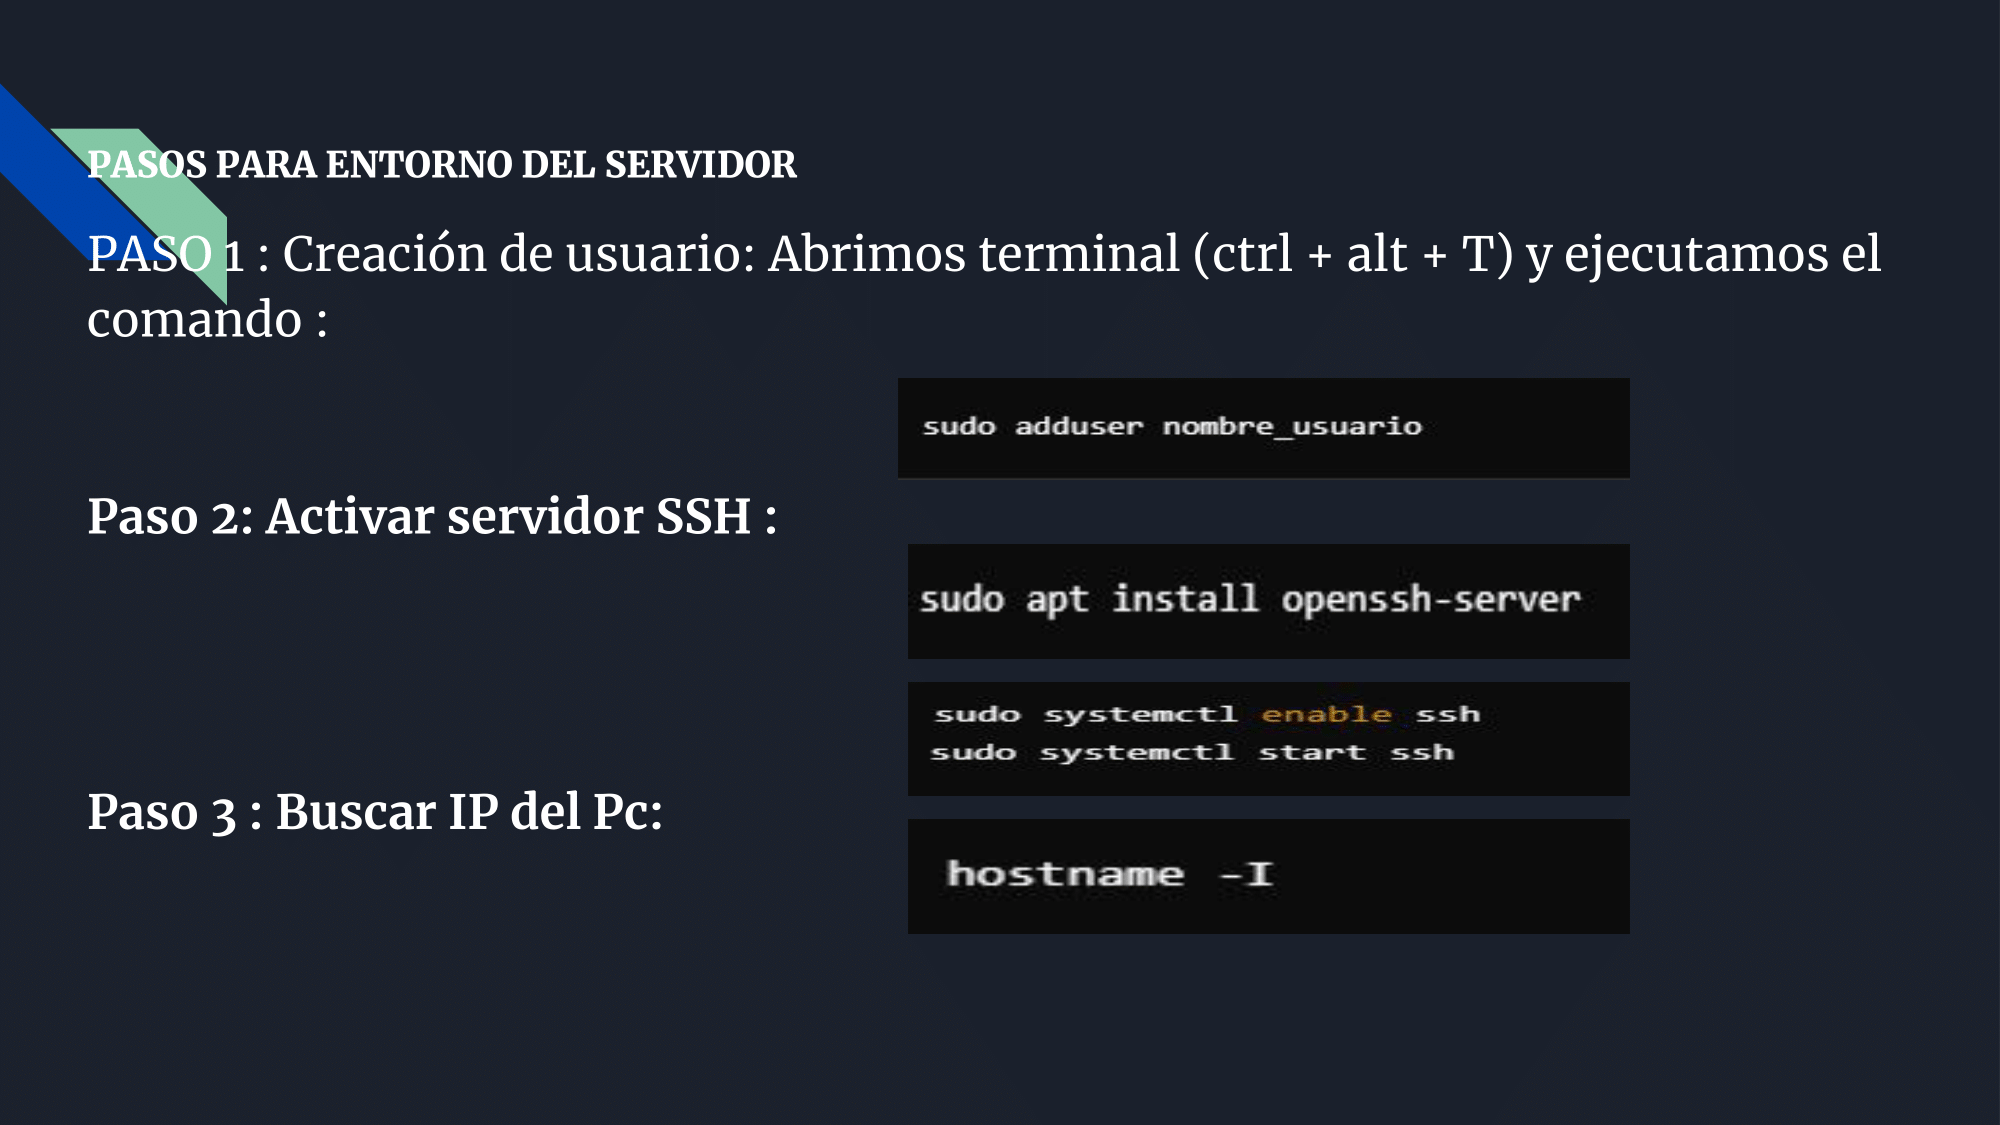 PASOS PARA ENTORNO DEL SERVIDOR
PASO 1 : Creación de usuario: Abrimos terminal (ctrl + alt + T) y ejecutamos el
comando :
sudo adduser nombre_usuario
Paso 2: Activar servidor SSH :
sudo apt install openssh-server
sudo systemctl enable ssh
sudo systemctl start ssh
Paso 3 : Buscar IP del Pc:
hostname -I